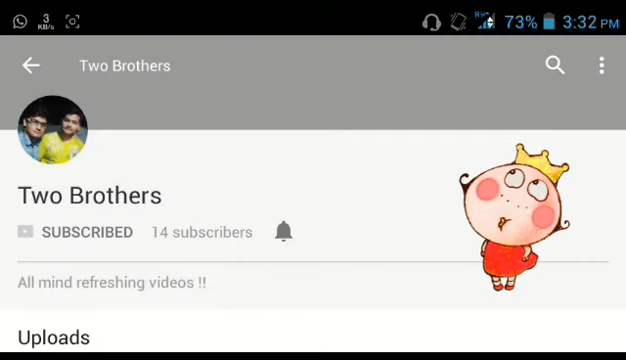 3
KB/s
73% 3:32 PM
Two Brothers
Two Brothers
SUBSCRIBED 14 subscribers
All mind refreshing videos !!
Uploads